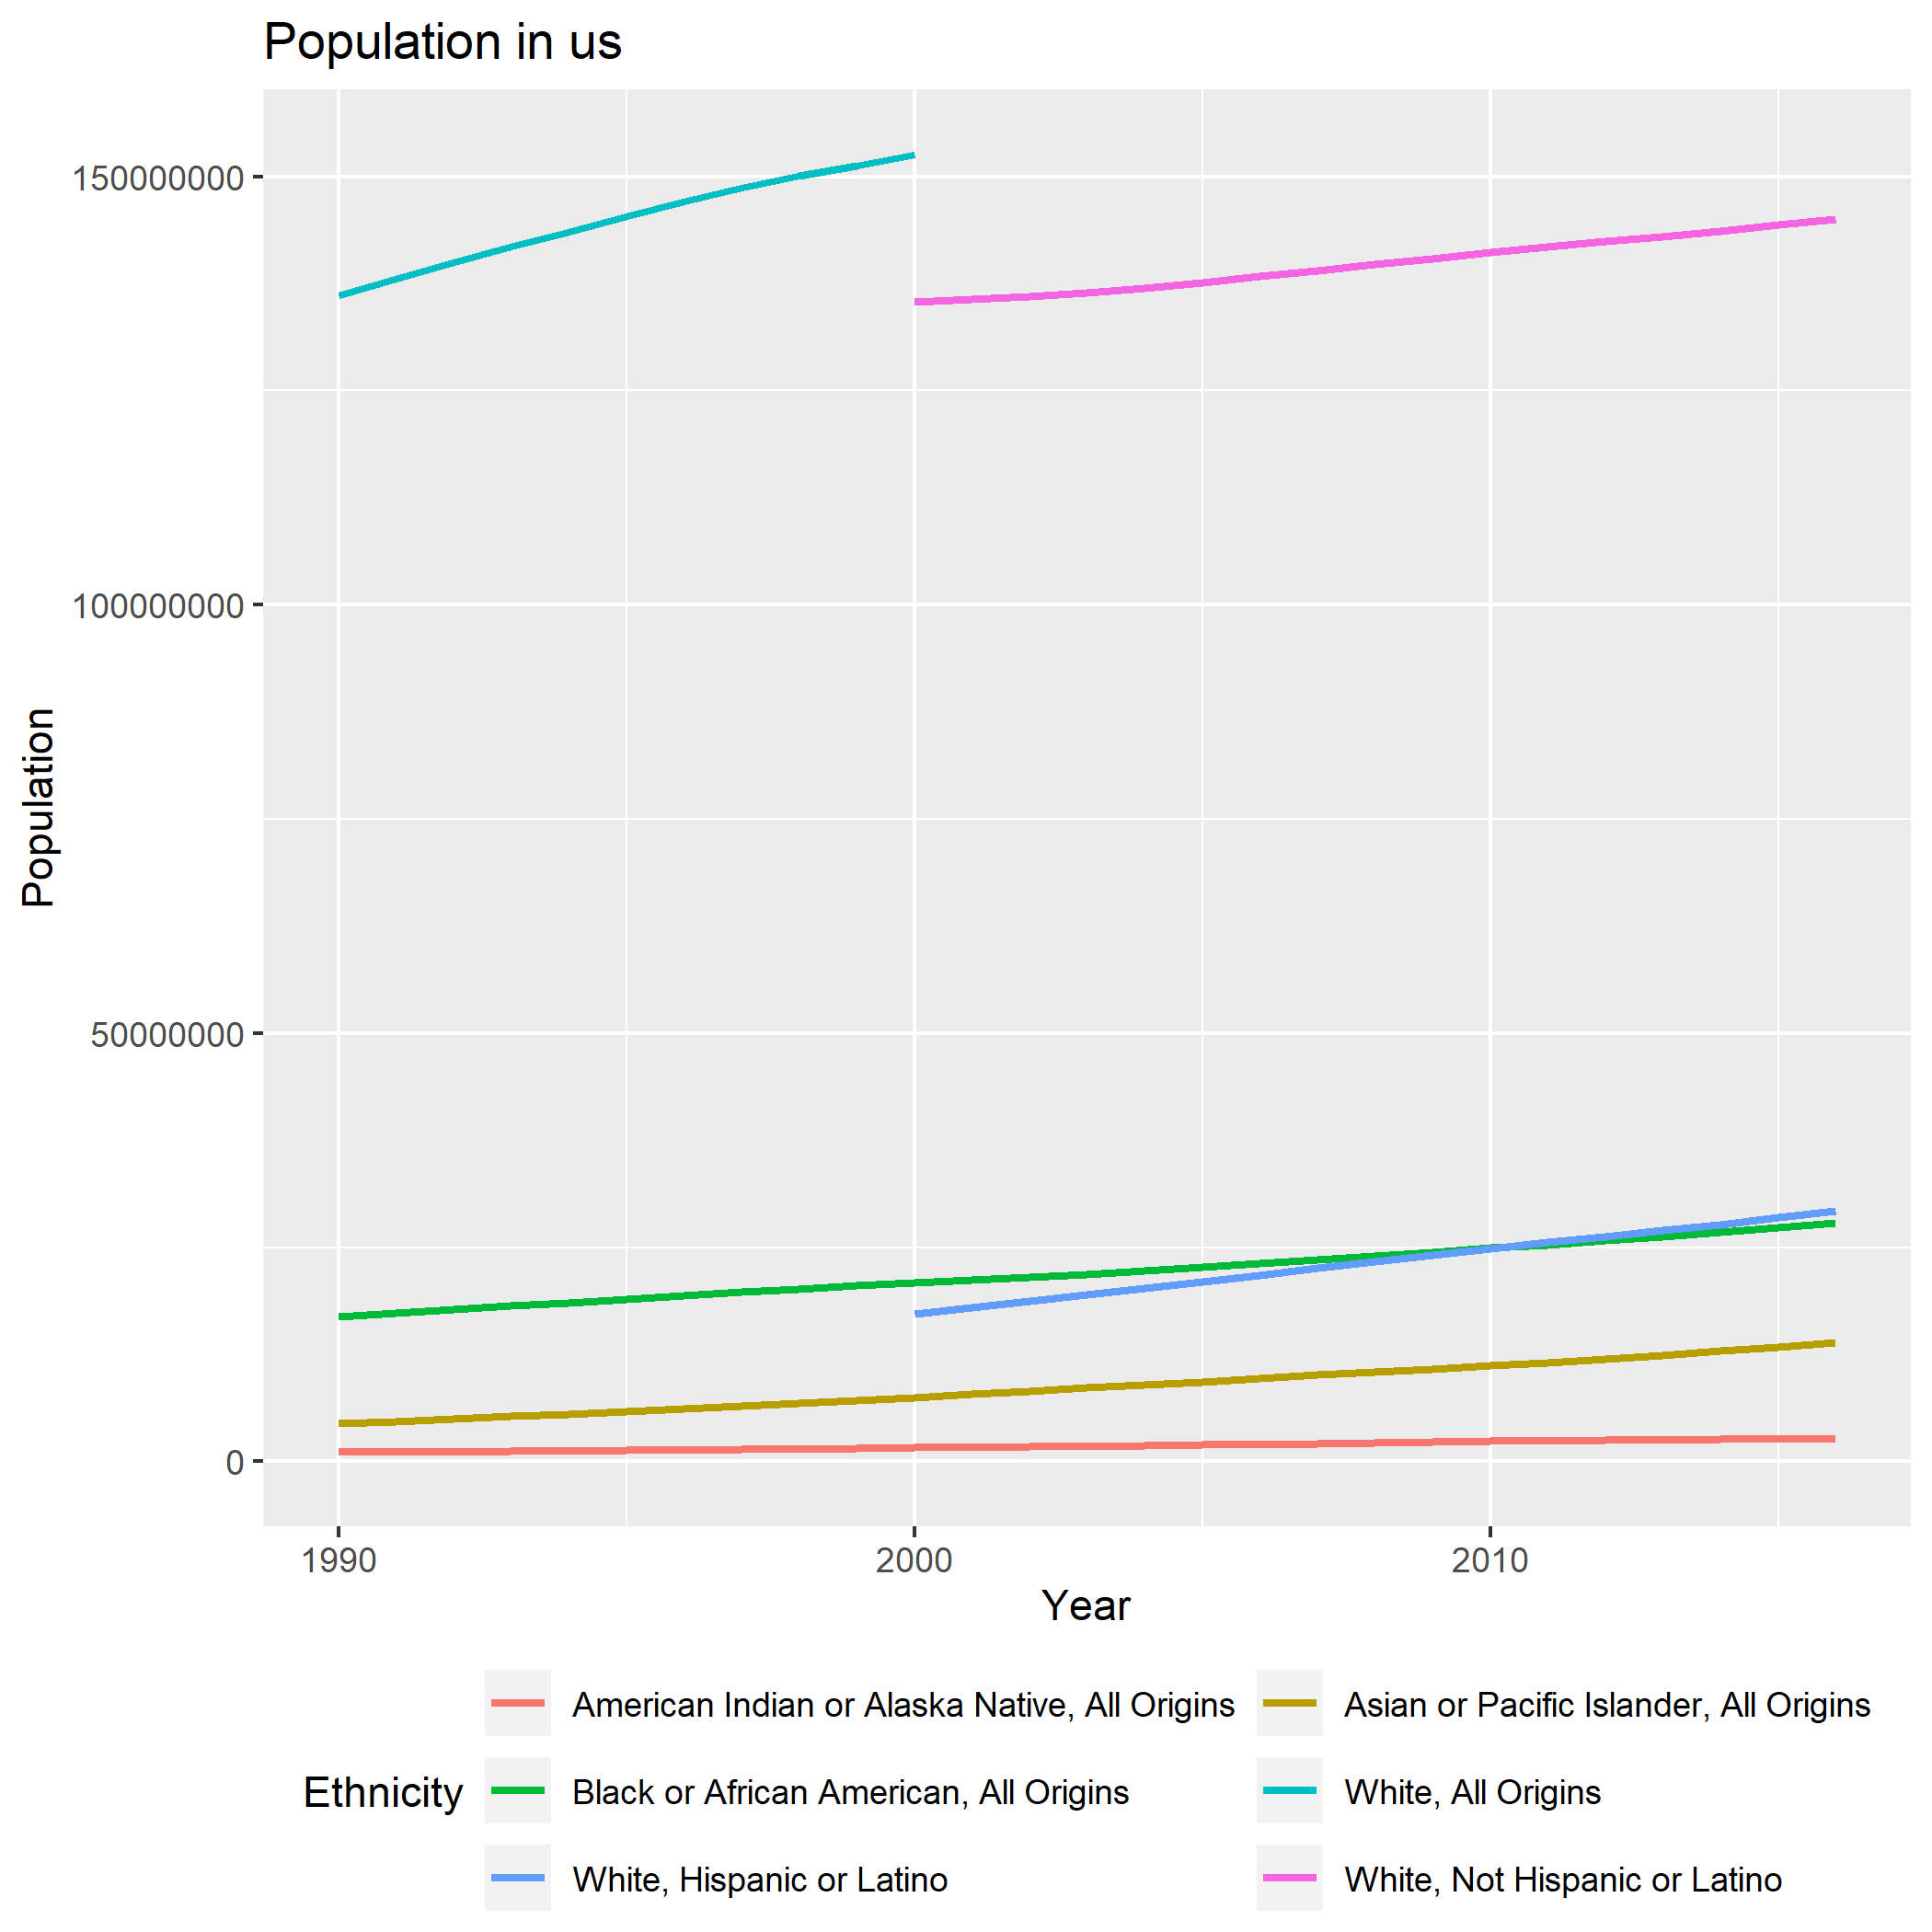 Population in us
150000000
100000000
50000000
0
Population
1990 2000 2010
Year
Ethnicity
American Indian or Alaska Native, All Origins
Asian or Pacific Islander, All Origins
Black or African American, All Origins
White, All Origins
White, Hispanic or Latino
White, Not Hispanic or Latino